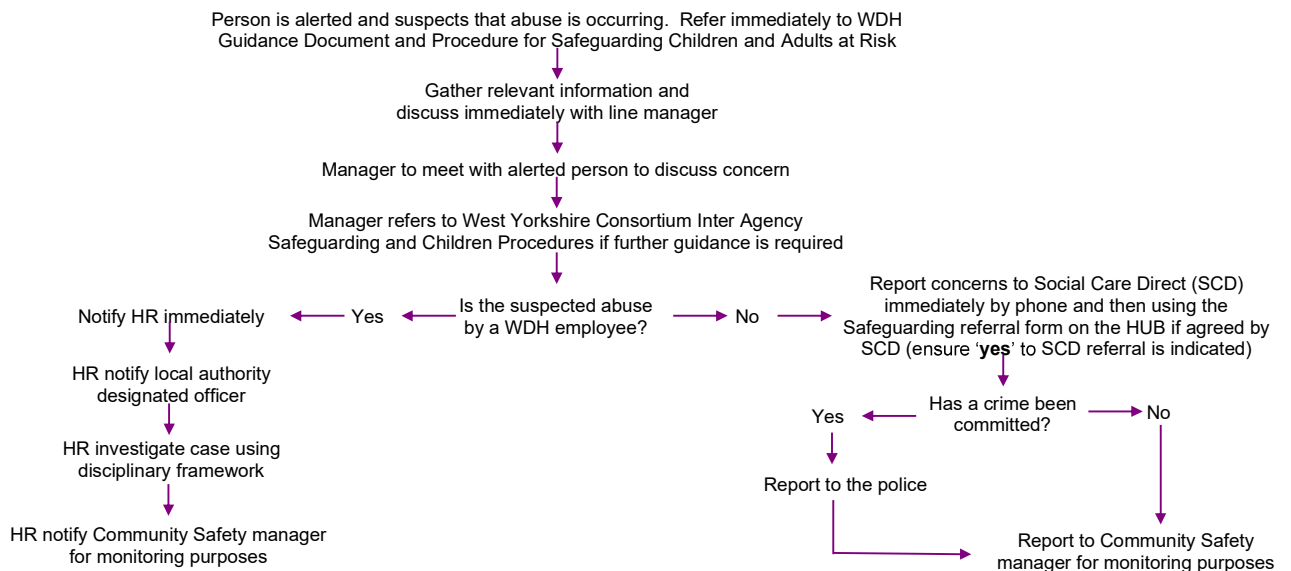 Person is alerted and suspects that abuse is occurring.  Refer immediately to WDH
Guidance Document and Procedure for Safeguarding Children and Adults at Risk
Gather relevant information and
discuss immediately with line manager
Manager to meet with alerted person to discuss concern
Manager refers to West Yorkshire Consortium Inter Agency
Safeguarding and Children Procedures if further guidance is required
Is the suspected abuse
by a WDH employee?
Yes
Notify HR immediately
HR notify local authority
designated officer
HR investigate case using
disciplinary framework
HR notify Community Safety manager
for monitoring purposes
No
Report concerns to Social Care Direct (SCD)
immediately by phone and then using the
Safeguarding referral form on the HUB if agreed by
SCD (ensure ‘yes’ to SCD referral is indicated)
Has a crime been
committed?
Yes
Report to the police
No
Report to Community Safety
manager for monitoring purposes